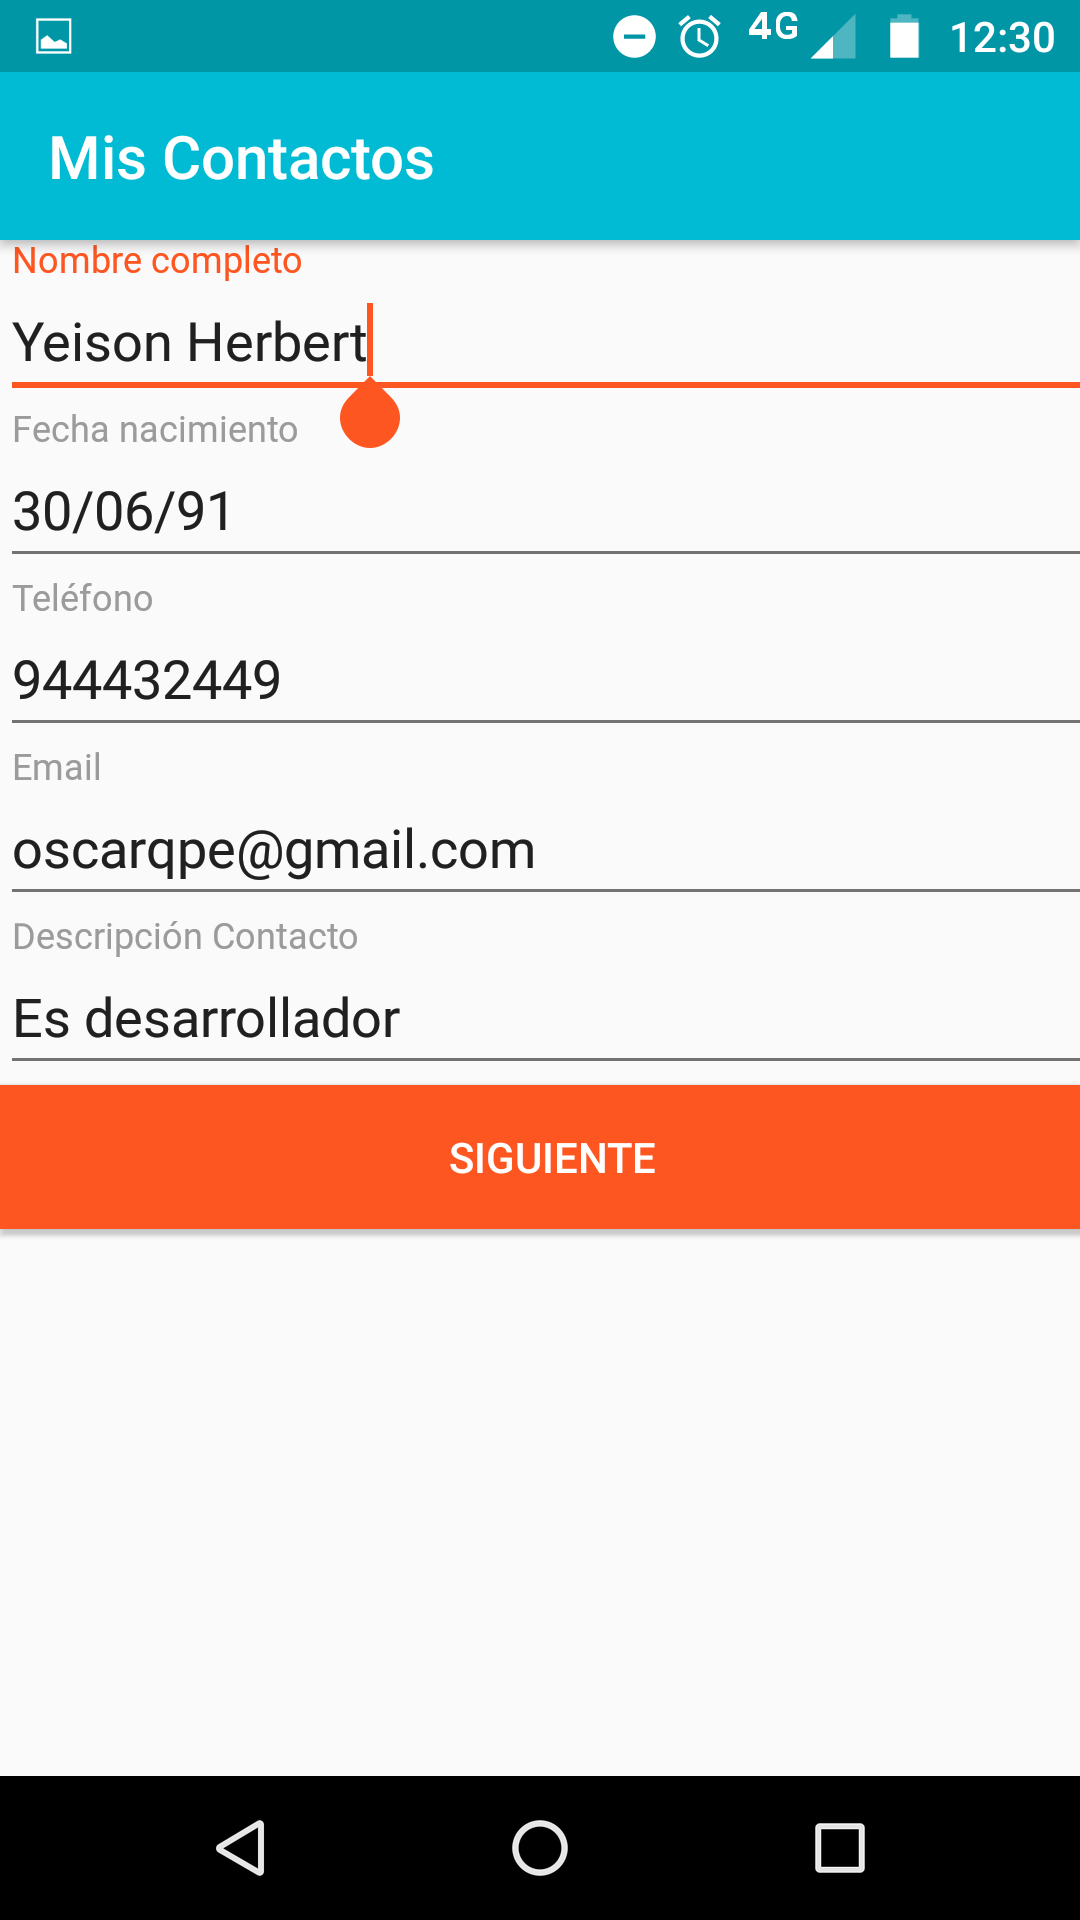 4G 12:30
Mis Contactos
Nombre completo
Yeison Herbert
Fecha nacimiento
30/06/91
Teléfono
944432449
Email
oscarqpe@gmail.com
Descripción Contacto
Es desarrollador
SIGUIENTE